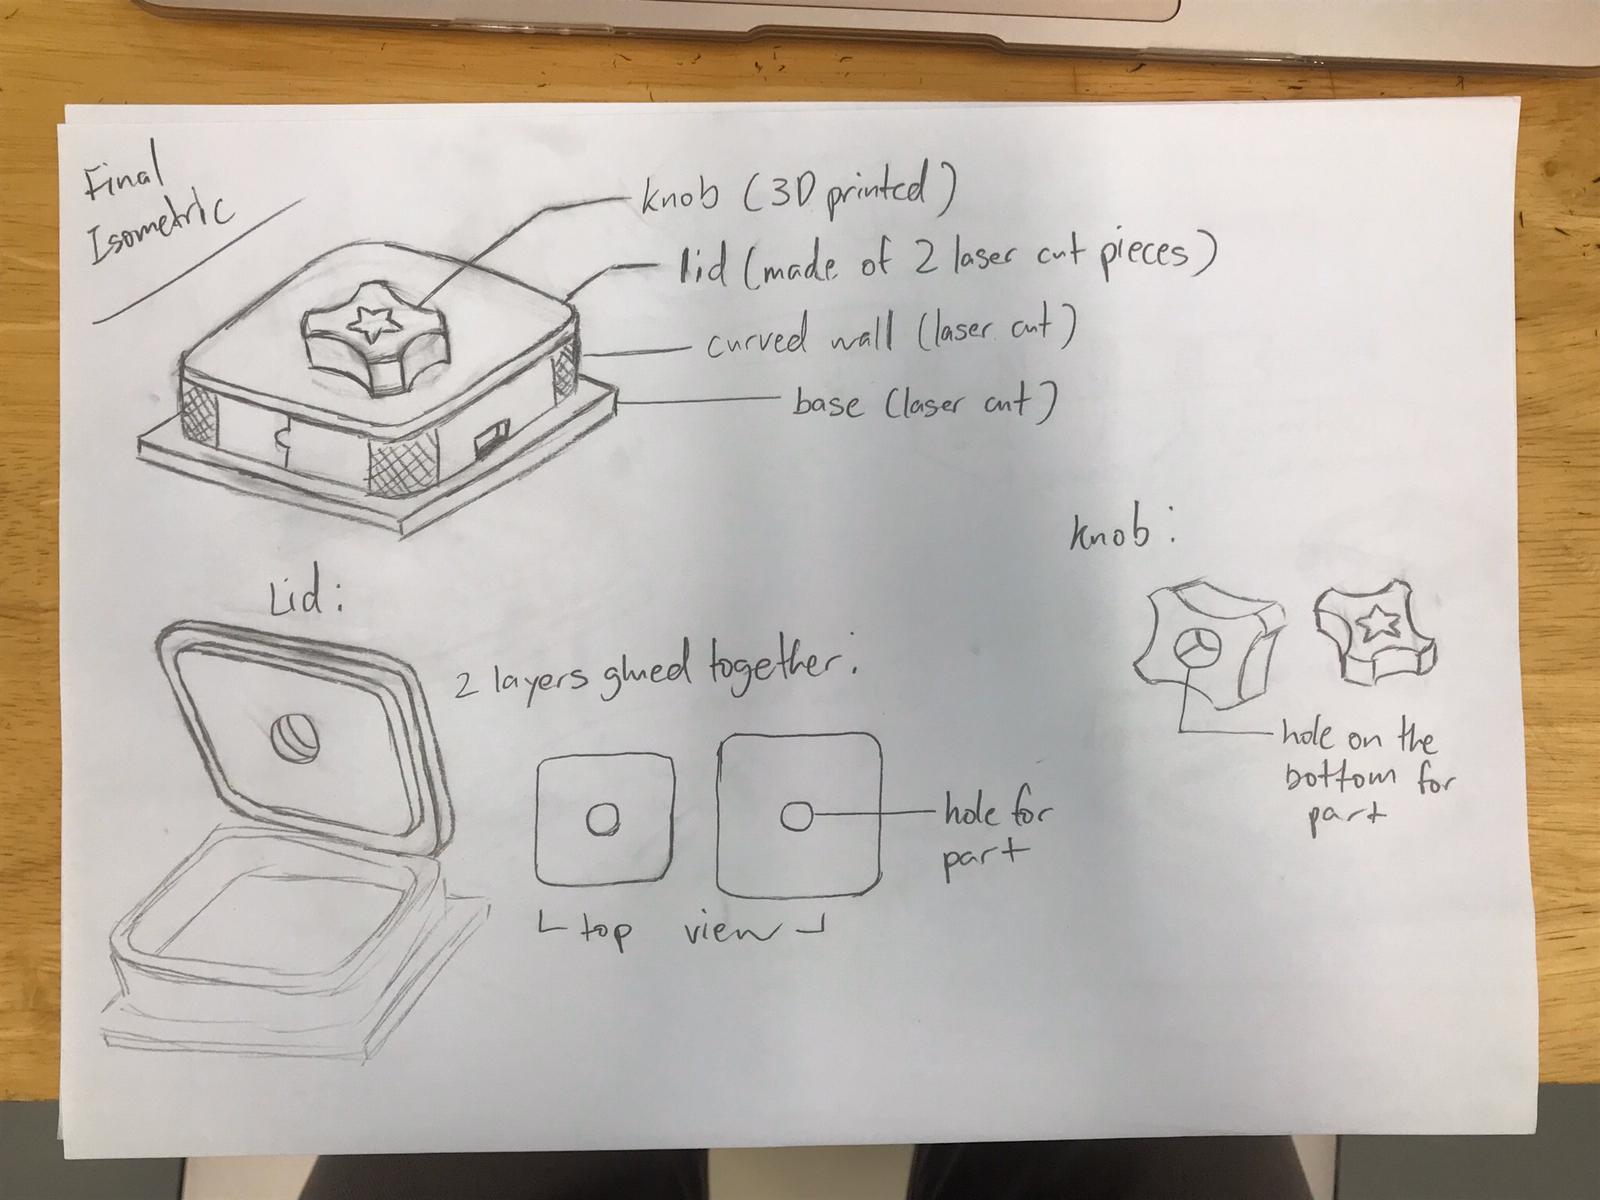 Final
Isometric
knob (3D printed)
lid (made of 2 laser cut pieces)
curved wall (laser cut)
base (laser cut)
Lid:
2 layers glued together:
hole for
part
top view
knob:
hole on the
bottom for
part